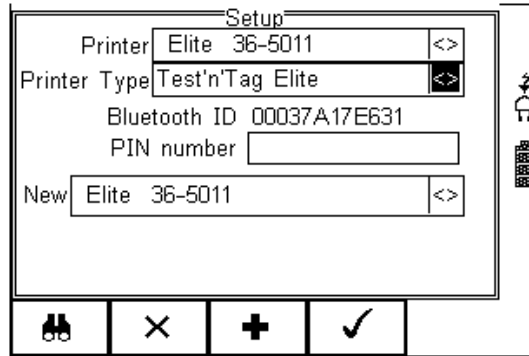 Setup
Printer Elite 36-5011 <>
Printer Type Test'n'Tag Elite <>
Bluetooth ID 00037A17E631
PIN number
New Elite 36-5011 <>